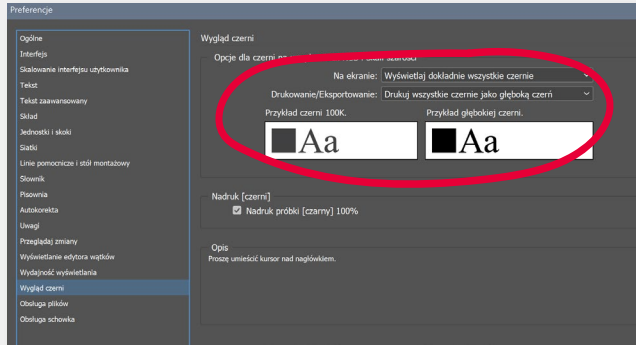 Preferencje
Ogólne
Interfejs
Skalowanie interfejsu użytkownika
Tekst
Tekst zaawansowany
Skład
Jednostki i skoki
Siatki
Linie pomocnicze i stół montażowy
Słownik
Pisownia
Autokorekta
Uwagi
Przeglądaj zmiany
Wyświetlanie edytora wątków
Wydajność wyświetlania
Wygląd czerni
Obsługa plików
Obsługa schowka
Wygląd czerni
Opcje dla czerni na
Na ekranie: Wyświetlaj dokładnie wszystkie czernie
Drukowanie/Eksportowanie: Drukuj wszystkie czernie jako głęboką czerń
Przykład czerni 100K. Przykład głębokiej czerni.
Aa Aa
Nadruk [czerni]
Nadruk próbki [czarny] 100%
Opis
Proszę umieścić kursor nad nagłówkiem.